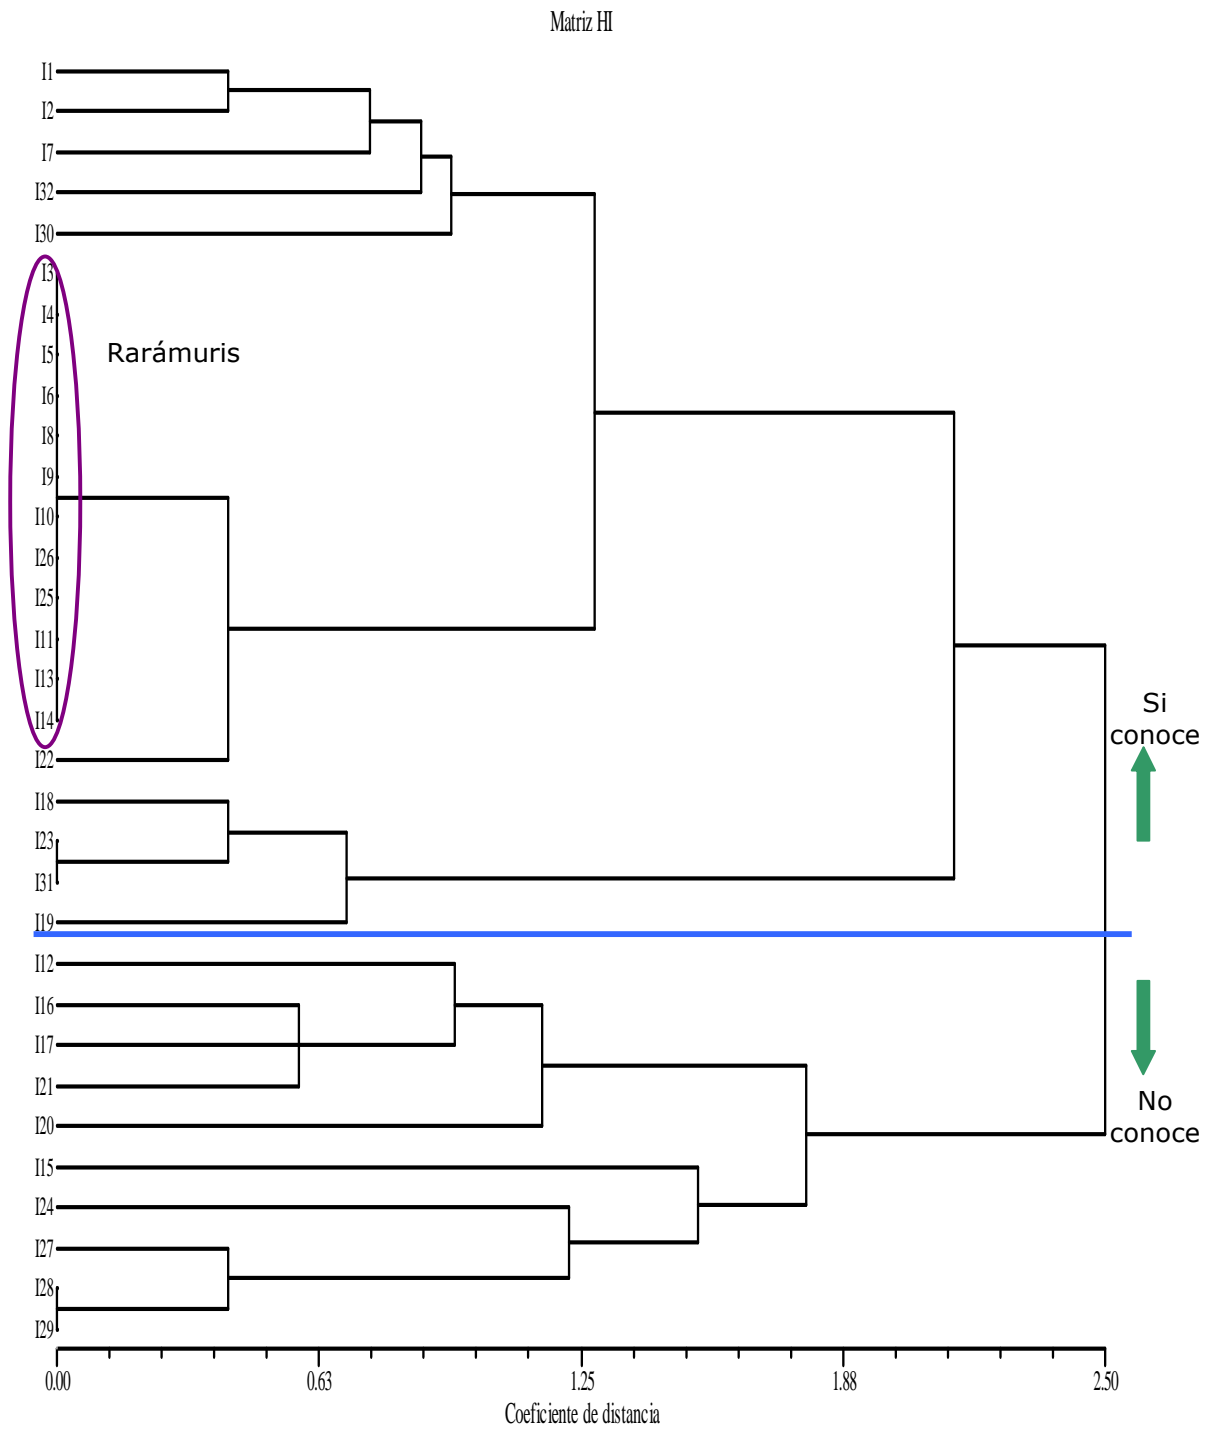 Matriz HI
I1
I2
I7
I32
I30
I3
I4
I5
Rarámuris
I6
I8
I9
I10
I26
I25
I11
I13
I14
I22
I18
I23
I31
I19
Si
conoce
I12
I16
I17
I21
I20
I15
I24
I27
I28
I29
No
conoce
0.00 0.63 1.25 1.88 2.50
Coeficiente de distancia